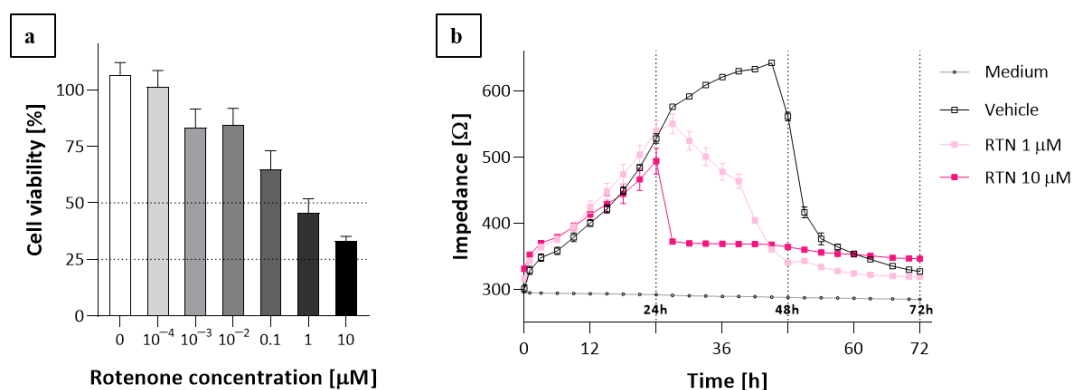 a
Cell viability [%]
100
75
50
25
0
0 10⁻⁴ 10⁻³ 10⁻² 0.1 1 10
Rotenone concentration [μM]
b
Impedance [Ω]
600
500
400
300
24h 48h 72h
0 12 36 60 72
Time [h]
Medium
Vehicle
RTN 1 μM
RTN 10 μM